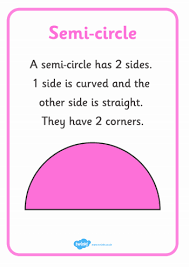 Semi-circle
A semi-circle has 2 sides.
1 side is curved and the
other side is straight.
They have 2 corners.
twinkl